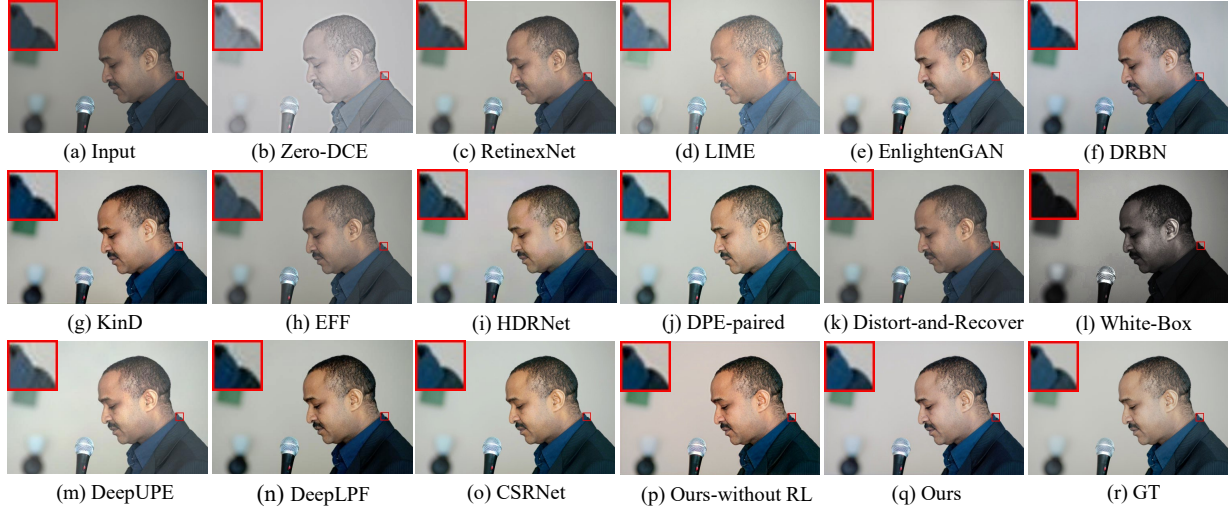 (a) Input (b) Zero-DCE (c) RetinexNet (d) LIME (e) EnlightenGAN (f) DRBN
(g) KinD (h) EFF (i) HDRNet (j) DPE-paired (k) Distort-and-Recover (l) White-Box
(m) DeepUPE (n) DeepLPF (o) CSRNet (p) Ours-without RL (q) Ours (r) GT